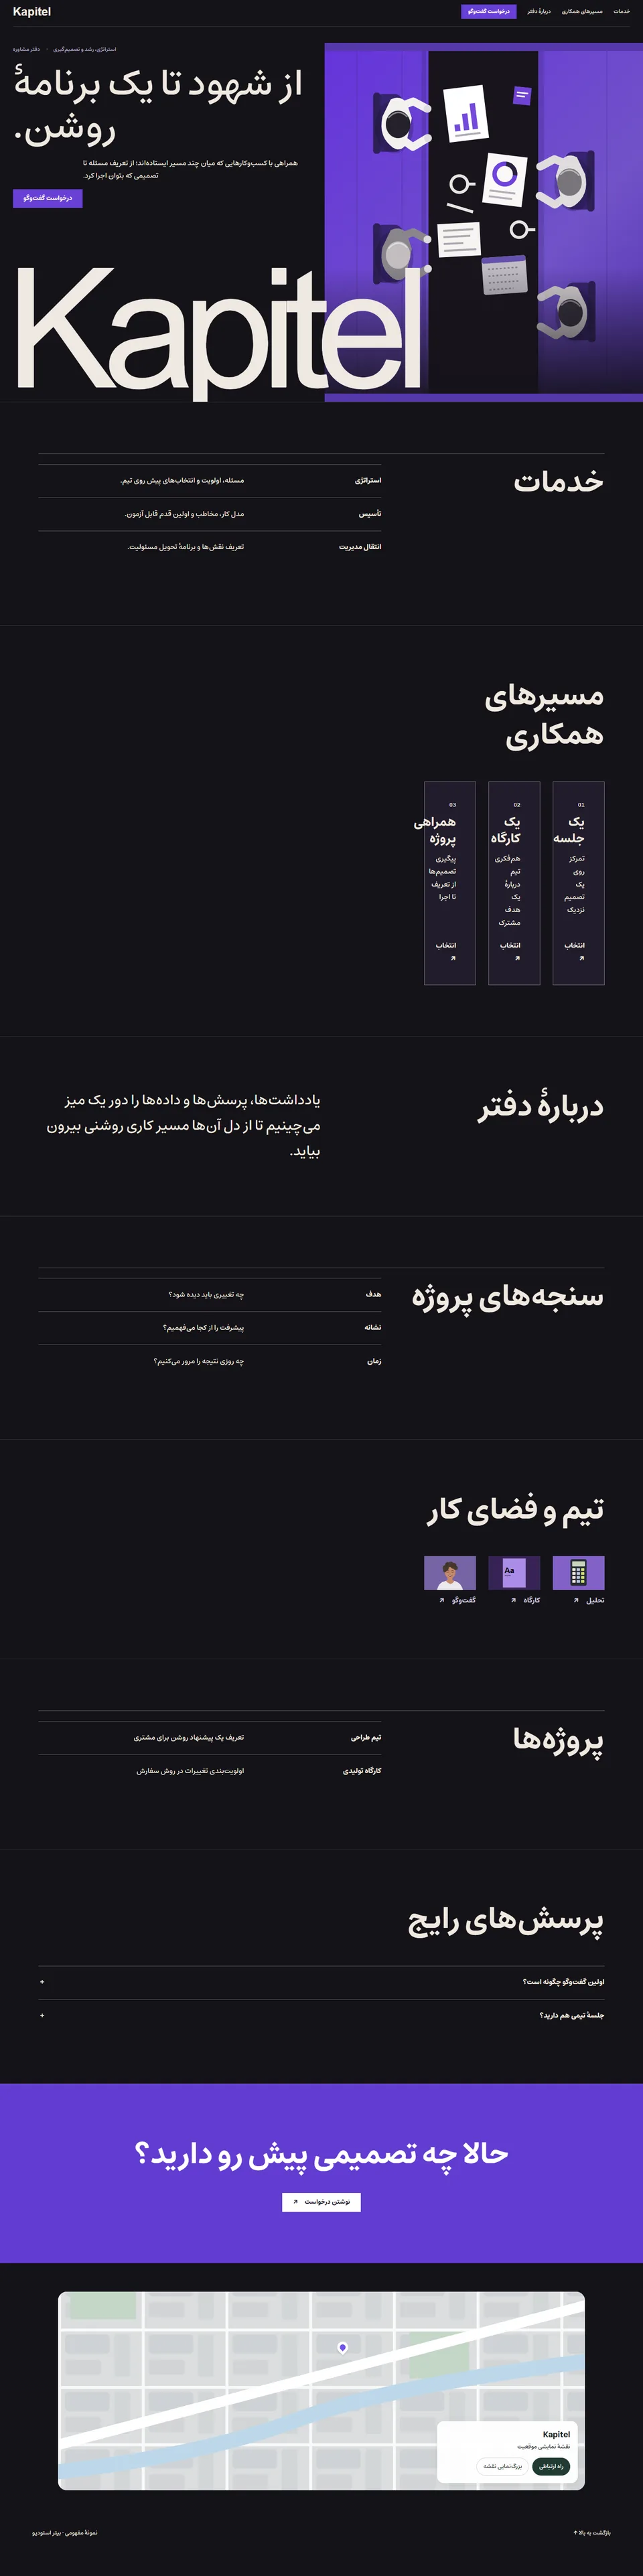 Kapitel
خدمات
مسیرهای همکاری
دربارهٔ دفتر
درخواست گفت‌وگو
استراتژی، رشد و تصمیم‌گیری · دفتر مشاوره
از شهود تا یک برنامهٔ
روشن.
همراهی با کسب‌وکارهایی که میان چند مسیر ایستاده‌اند؛ از تعریف مسئله تا
تصمیمی که بتوان اجرا کرد.
درخواست گفت‌وگو
Kapitel
خدمات
استراتژی
مسئله، اولویت و انتخاب‌های پیش روی تیم.
تأسیس
مدل کار، مخاطب و اولین قدم قابل آزمون.
انتقال مدیریت
تعریف نقش‌ها و برنامهٔ تحویل مسئولیت.
مسیرهای
همکاری
01
یک
جلسه
تمرکز
روی
یک
تصمیم
نزدیک
انتخاب
↗
02
یک
کارگاه
هم‌فکری
تیم
دربارهٔ
یک
هدف
مشترک
انتخاب
↗
03
همراهی
پروژه
پیگیری
تصمیم‌ها
از تعریف
تا اجرا
انتخاب
↗
دربارهٔ دفتر
یادداشت‌ها، پرسش‌ها و داده‌ها را دور یک میز
می‌چینیم تا از دل آن‌ها مسیر کاری روشنی بیرون
بیاید.
سنجه‌های پروژه
هدف
چه تغییری باید دیده شود؟
نشانه
پیشرفت را از کجا می‌فهمیم؟
زمان
چه روزی نتیجه را مرور می‌کنیم؟
تیم و فضای کار
Aa
تحلیل ↗
کارگاه ↗
گفت‌وگو ↗
پروژه‌ها
تیم طراحی
تعریف یک پیشنهاد روشن برای مشتری
کارگاه تولیدی
اولویت‌بندی تغییرات در روش سفارش
پرسش‌های رایج
اولین گفت‌وگو چگونه است؟ +
جلسهٔ تیمی هم دارید؟ +
حالا چه تصمیمی پیش رو دارید؟
نوشتن درخواست ↗
Kapitel
نقشهٔ نمایشی موقعیت
راه ارتباطی
بزرگ‌نمایی نقشه
بازگشت به بالا ↑
نمونهٔ مفهومی · بیتر استودیو